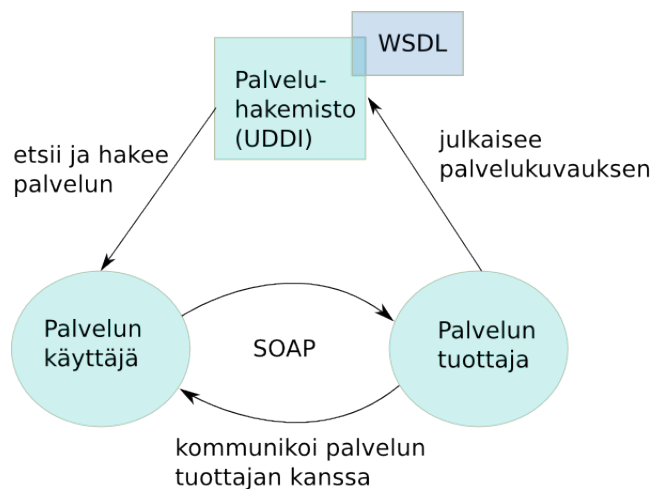 WSDL
Palvelu-
hakemisto
(UDDI)
etsii ja hakee
palvelun
julkaisee
palvelukuvauksen
Palvelun
käyttäjä
SOAP
Palvelun
tuottaja
kommunikoi palvelun
tuottajan kanssa